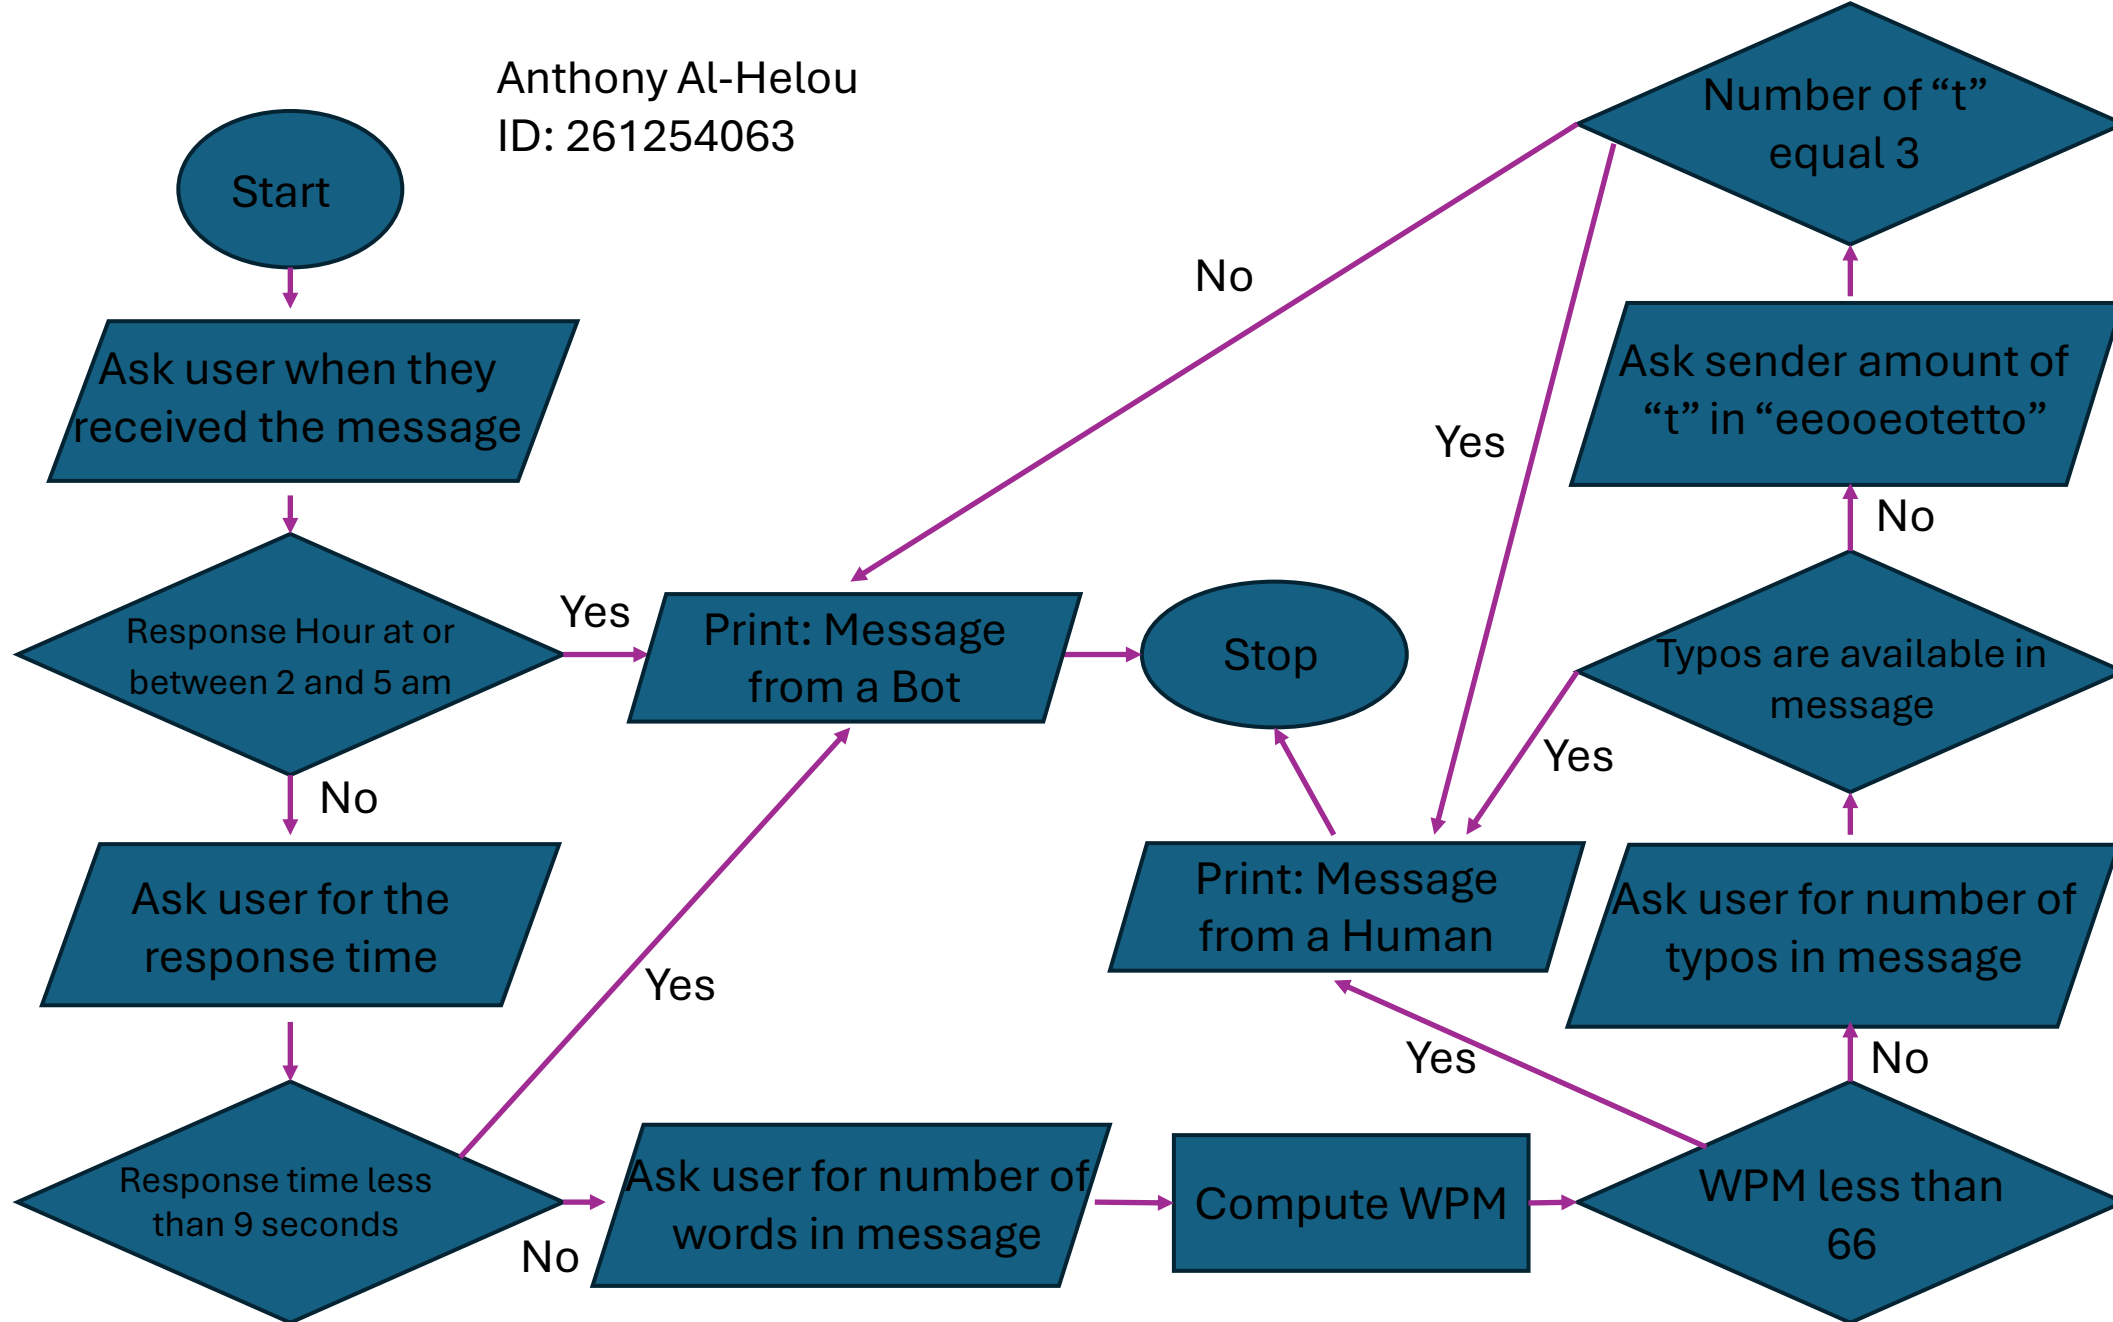 Anthony Al-Helou
ID: 261254063
Start
Ask user when they
received the message
Response Hour at or
between 2 and 5 am
Yes
No
Print: Message
from a Bot
Stop
Ask user for the
response time
Response time less
than 9 seconds
Yes
No
Ask user for number of
words in message
Compute WPM
WPM less than
66
Yes
No
Print: Message
from a Human
Ask user for number of
typos in message
Typos are available in
message
Yes
No
Ask sender amount of
“t” in “eeooeotetto”
Number of “t”
equal 3
Yes
No